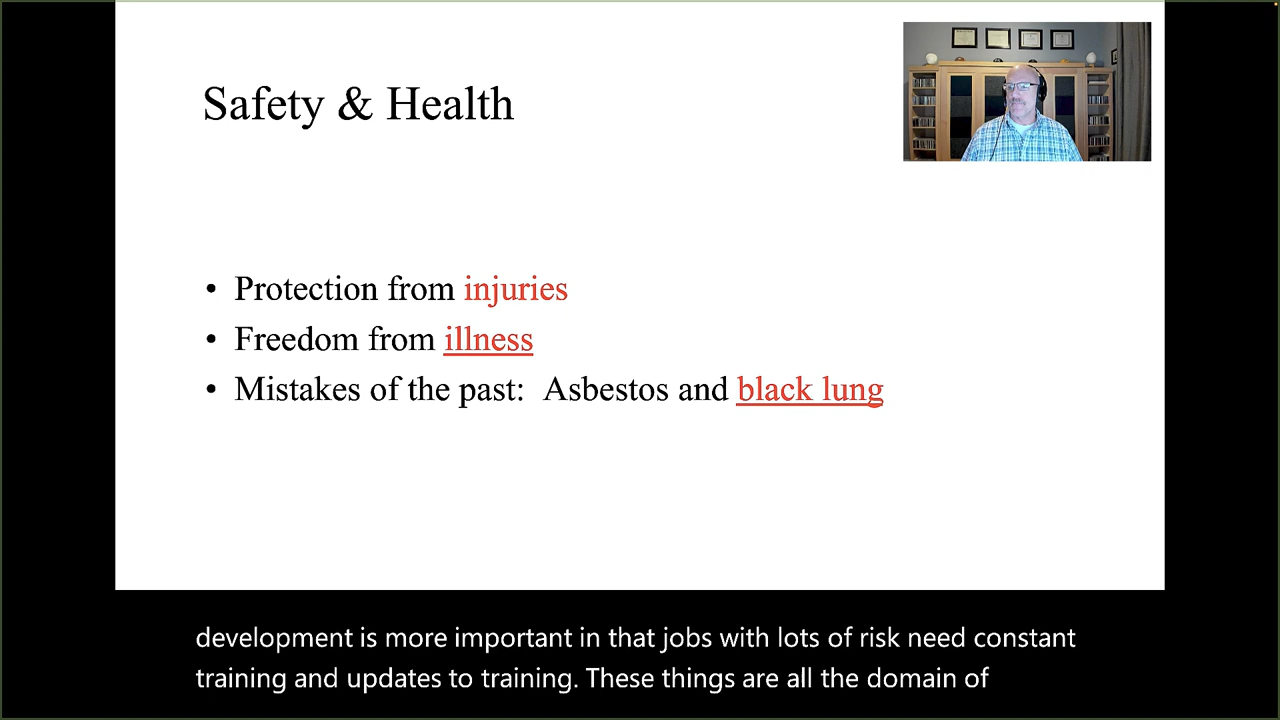 Safety & Health
• Protection from injuries
• Freedom from illness
• Mistakes of the past:  Asbestos and black lung
development is more important in that jobs with lots of risk need constant
training and updates to training. These things are all the domain of